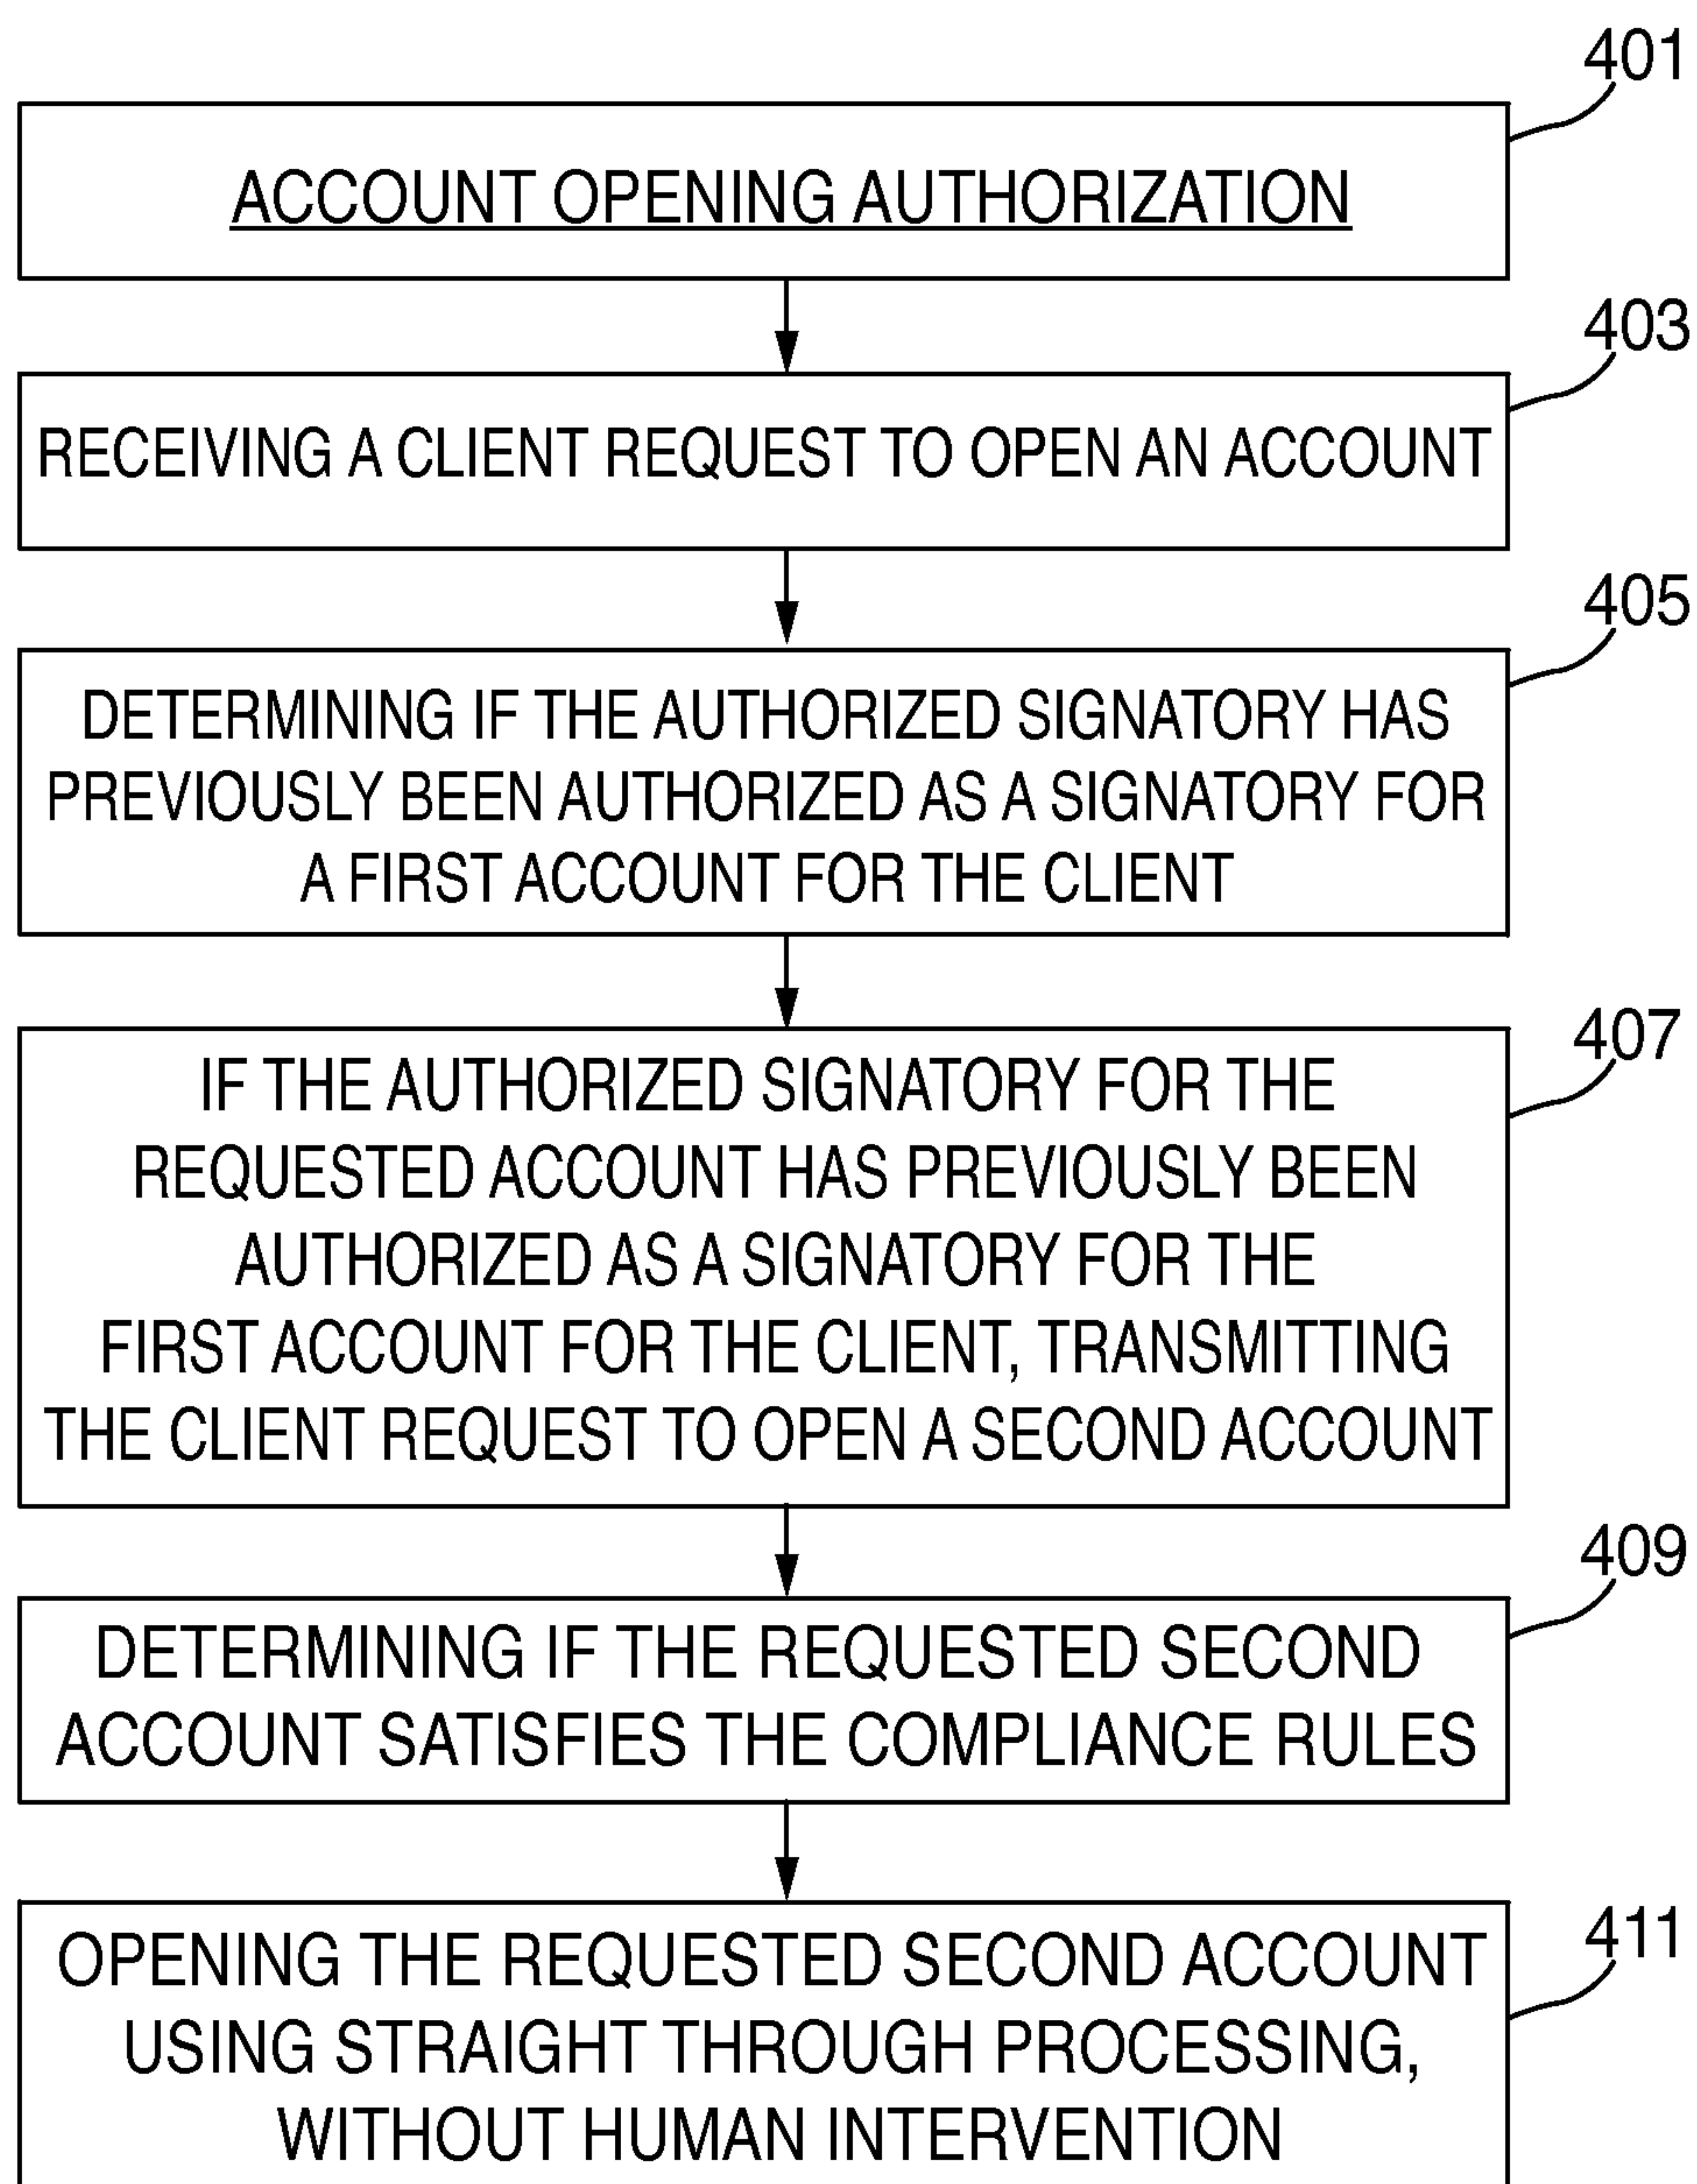 401
ACCOUNT OPENING AUTHORIZATION
403
RECEIVING A CLIENT REQUEST TO OPEN AN ACCOUNT
405
DETERMINING IF THE AUTHORIZED SIGNATORY HAS
PREVIOUSLY BEEN AUTHORIZED AS A SIGNATORY FOR
A FIRST ACCOUNT FOR THE CLIENT
407
IF THE AUTHORIZED SIGNATORY FOR THE
REQUESTED ACCOUNT HAS PREVIOUSLY BEEN
AUTHORIZED AS A SIGNATORY FOR THE
FIRST ACCOUNT FOR THE CLIENT, TRANSMITTING
THE CLIENT REQUEST TO OPEN A SECOND ACCOUNT
409
DETERMINING IF THE REQUESTED SECOND
ACCOUNT SATISFIES THE COMPLIANCE RULES
411
OPENING THE REQUESTED SECOND ACCOUNT
USING STRAIGHT THROUGH PROCESSING,
WITHOUT HUMAN INTERVENTION